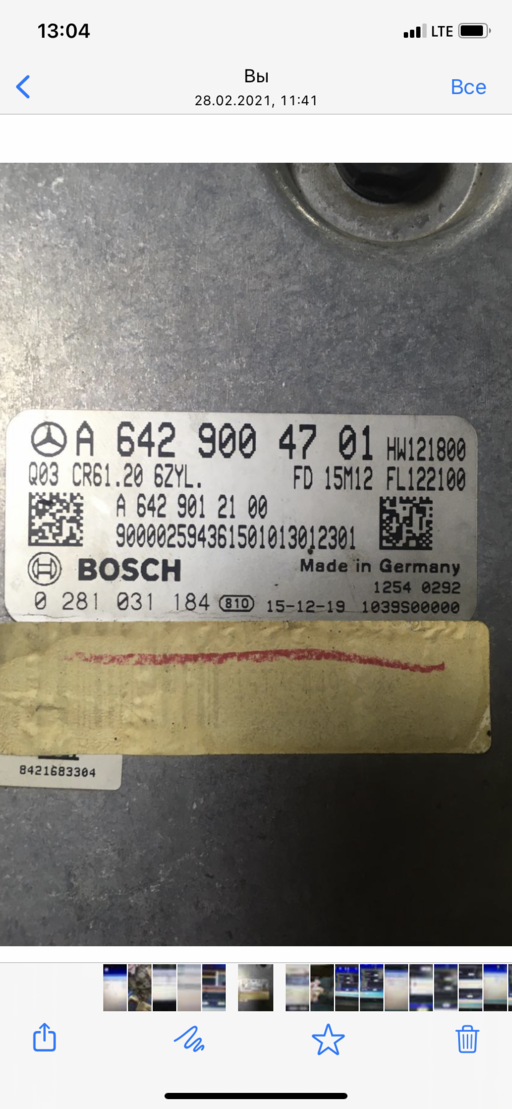 13:04
LTE
Вы
28.02.2021, 11:41
Все
A 642 900 47 01 HW121800
Q03 CR61.20 6ZYL. FD 15M12 FL122100
A 642 901 21 00
900002594361501013012301
BOSCH Made in Germany
1254 0292
0 281 031 184 810 15-12-19 1039S00000
8421683304